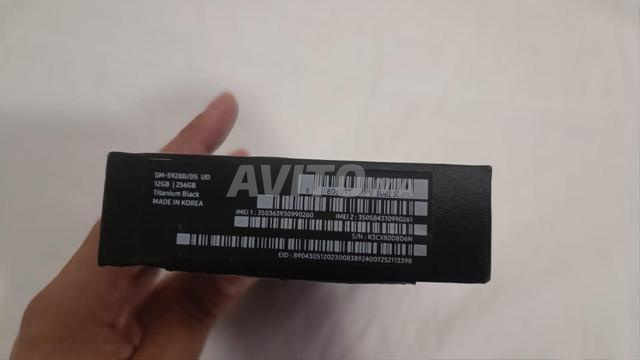 SM-S928B/DS UD
12GB | 256GB
Titanium Black
MADE IN KOREA
AVITO
IMEI 1 : 350363930990260
IMEI 2 : 350584310990261
S/N : R3CX8008D6N
EID : 89043051202300838924007252113398